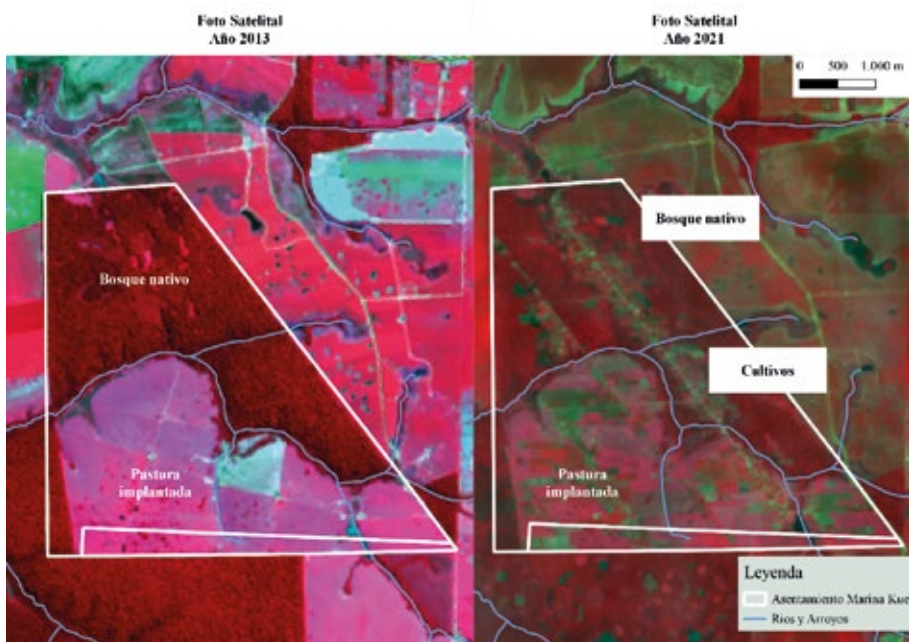 Foto Satelital
Año 2013
Foto Satelital
Año 2021
0 500 1.000 m
Bosque nativo
Bosque nativo
Cultivos
Pastura
implantada
Pastura
implantada
Leyenda
Asentamiento Marina Kue
Rios y Arroyos